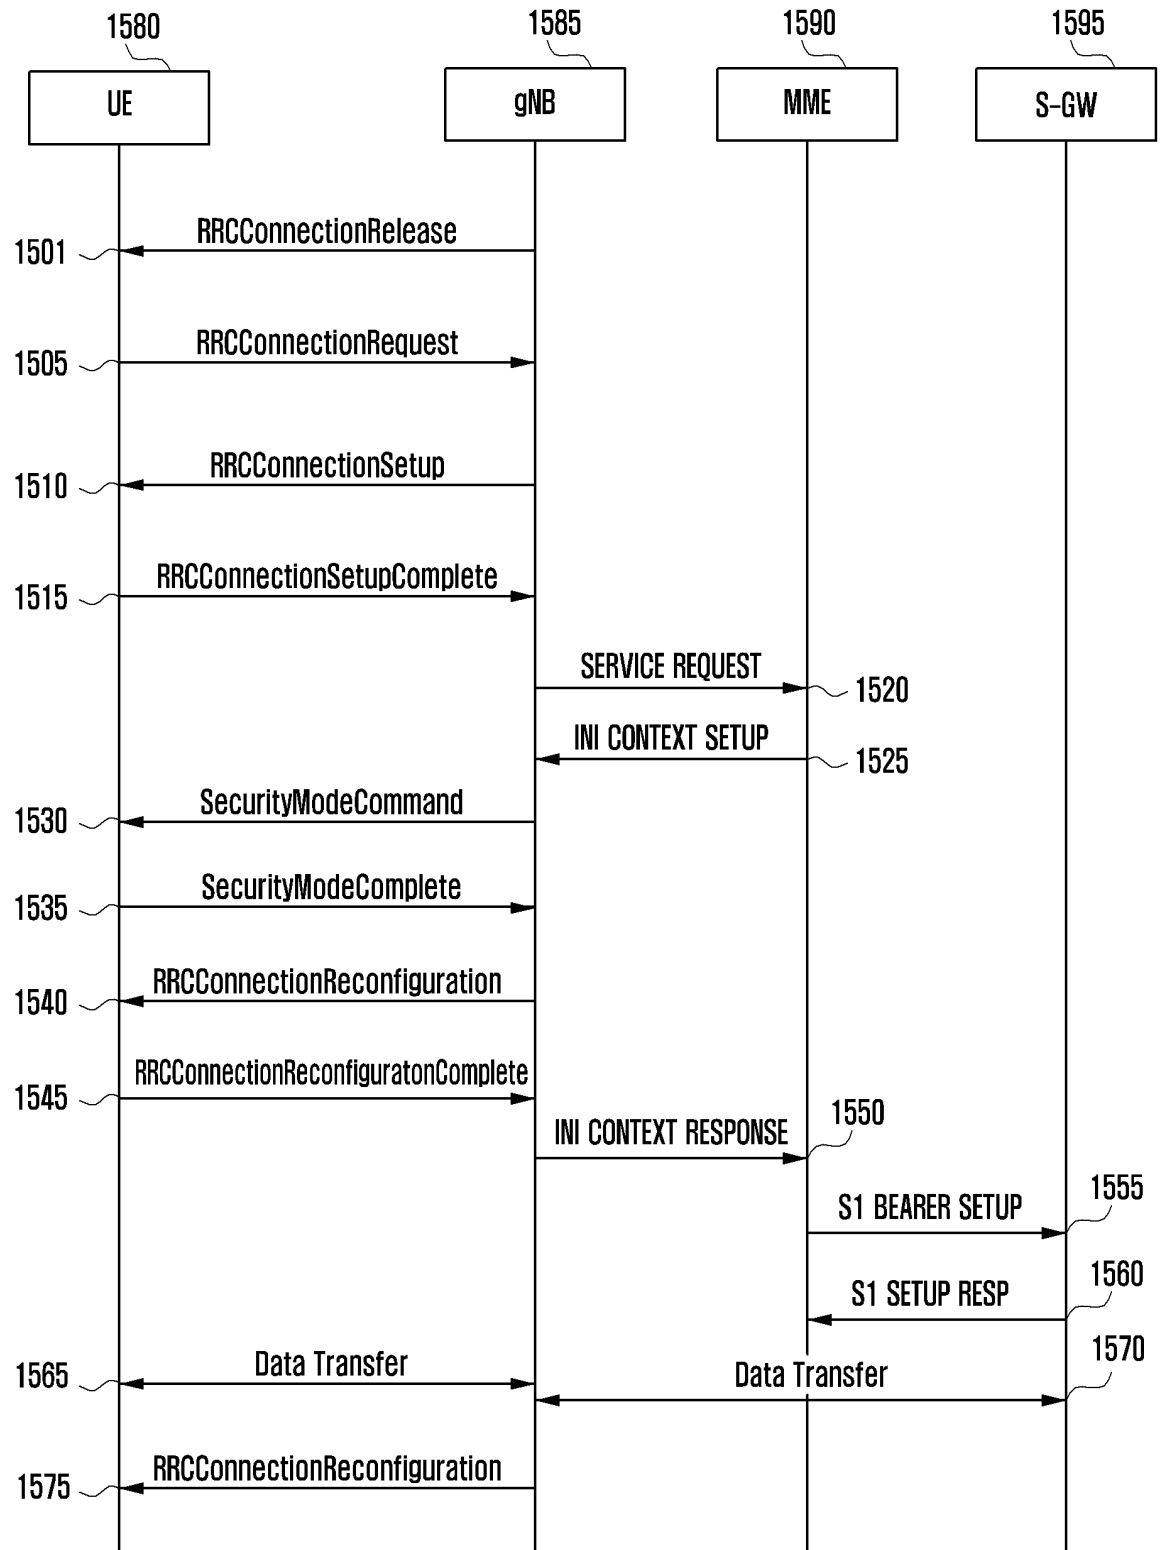 1580
1585
1590
1595
UE
gNB
MME
S-GW
RRCConnectionRelease
1501
RRCConnectionRequest
1505
RRCConnectionSetup
1510
RRCConnectionSetupComplete
1515
SERVICE REQUEST
1520
INI CONTEXT SETUP
1525
SecurityModeCommand
1530
SecurityModeComplete
1535
RRCConnectionReconfiguration
1540
RRCConnectionReconfiguratonComplete
1545
INI CONTEXT RESPONSE
1550
S1 BEARER SETUP
1555
S1 SETUP RESP
1560
Data Transfer
1565
Data Transfer
1570
RRCConnectionReconfiguration
1575